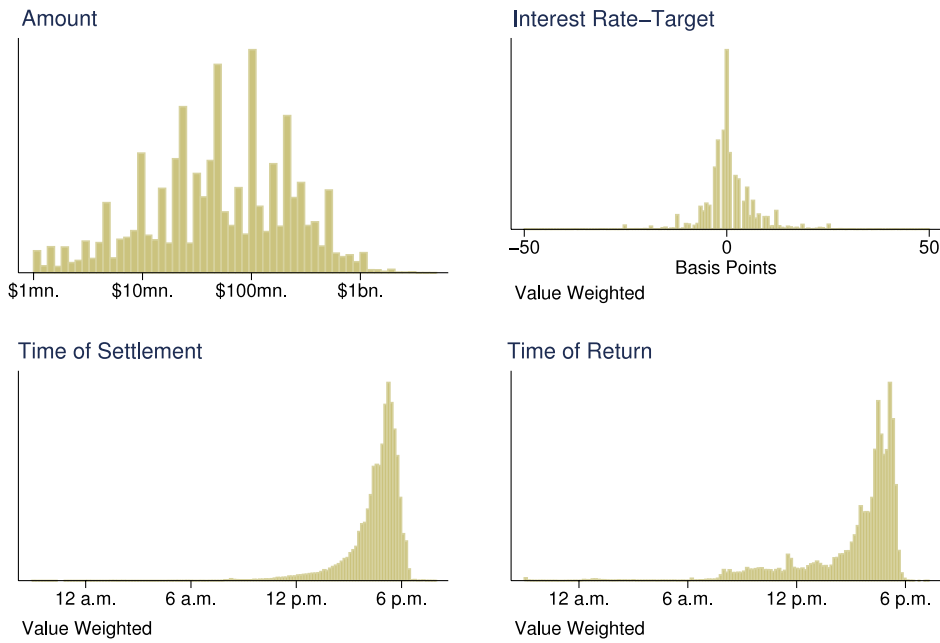 Amount
$1mn. $10mn. $100mn. $1bn.
Interest Rate–Target
−50 0 50
Basis Points
Value Weighted
Time of Settlement
12 a.m. 6 a.m. 12 p.m. 6 p.m.
Value Weighted
Time of Return
12 a.m. 6 a.m. 12 p.m. 6 p.m.
Value Weighted